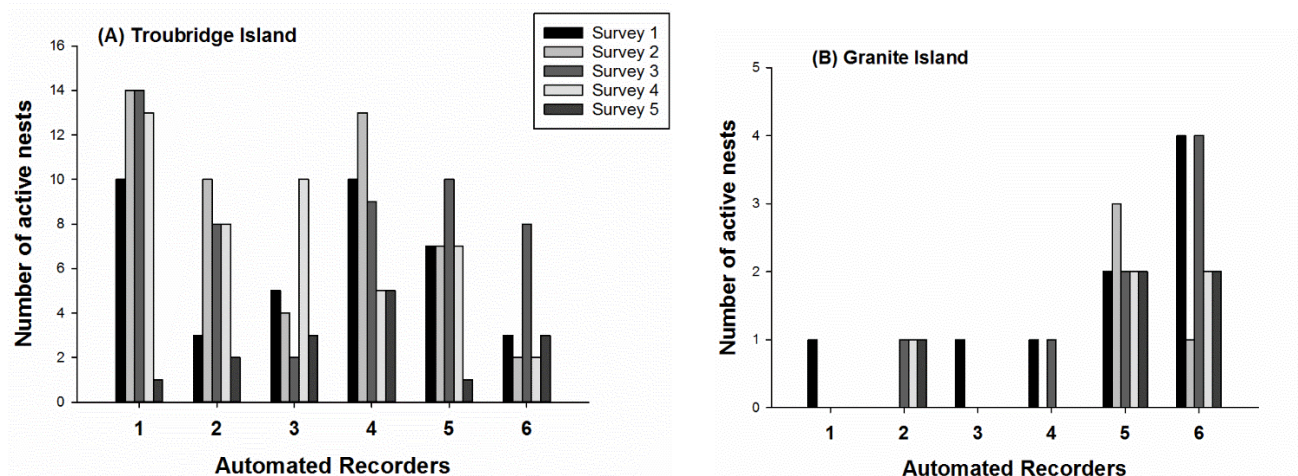 (A) Troubridge Island
Survey 1
Survey 2
Survey 3
Survey 4
Survey 5
Number of active nests
16
14
12
10
8
6
4
2
0
1 2 3 4 5 6
Automated Recorders
(B) Granite Island
Number of active nests
5
4
3
2
1
0
1 2 3 4 5 6
Automated Recorders